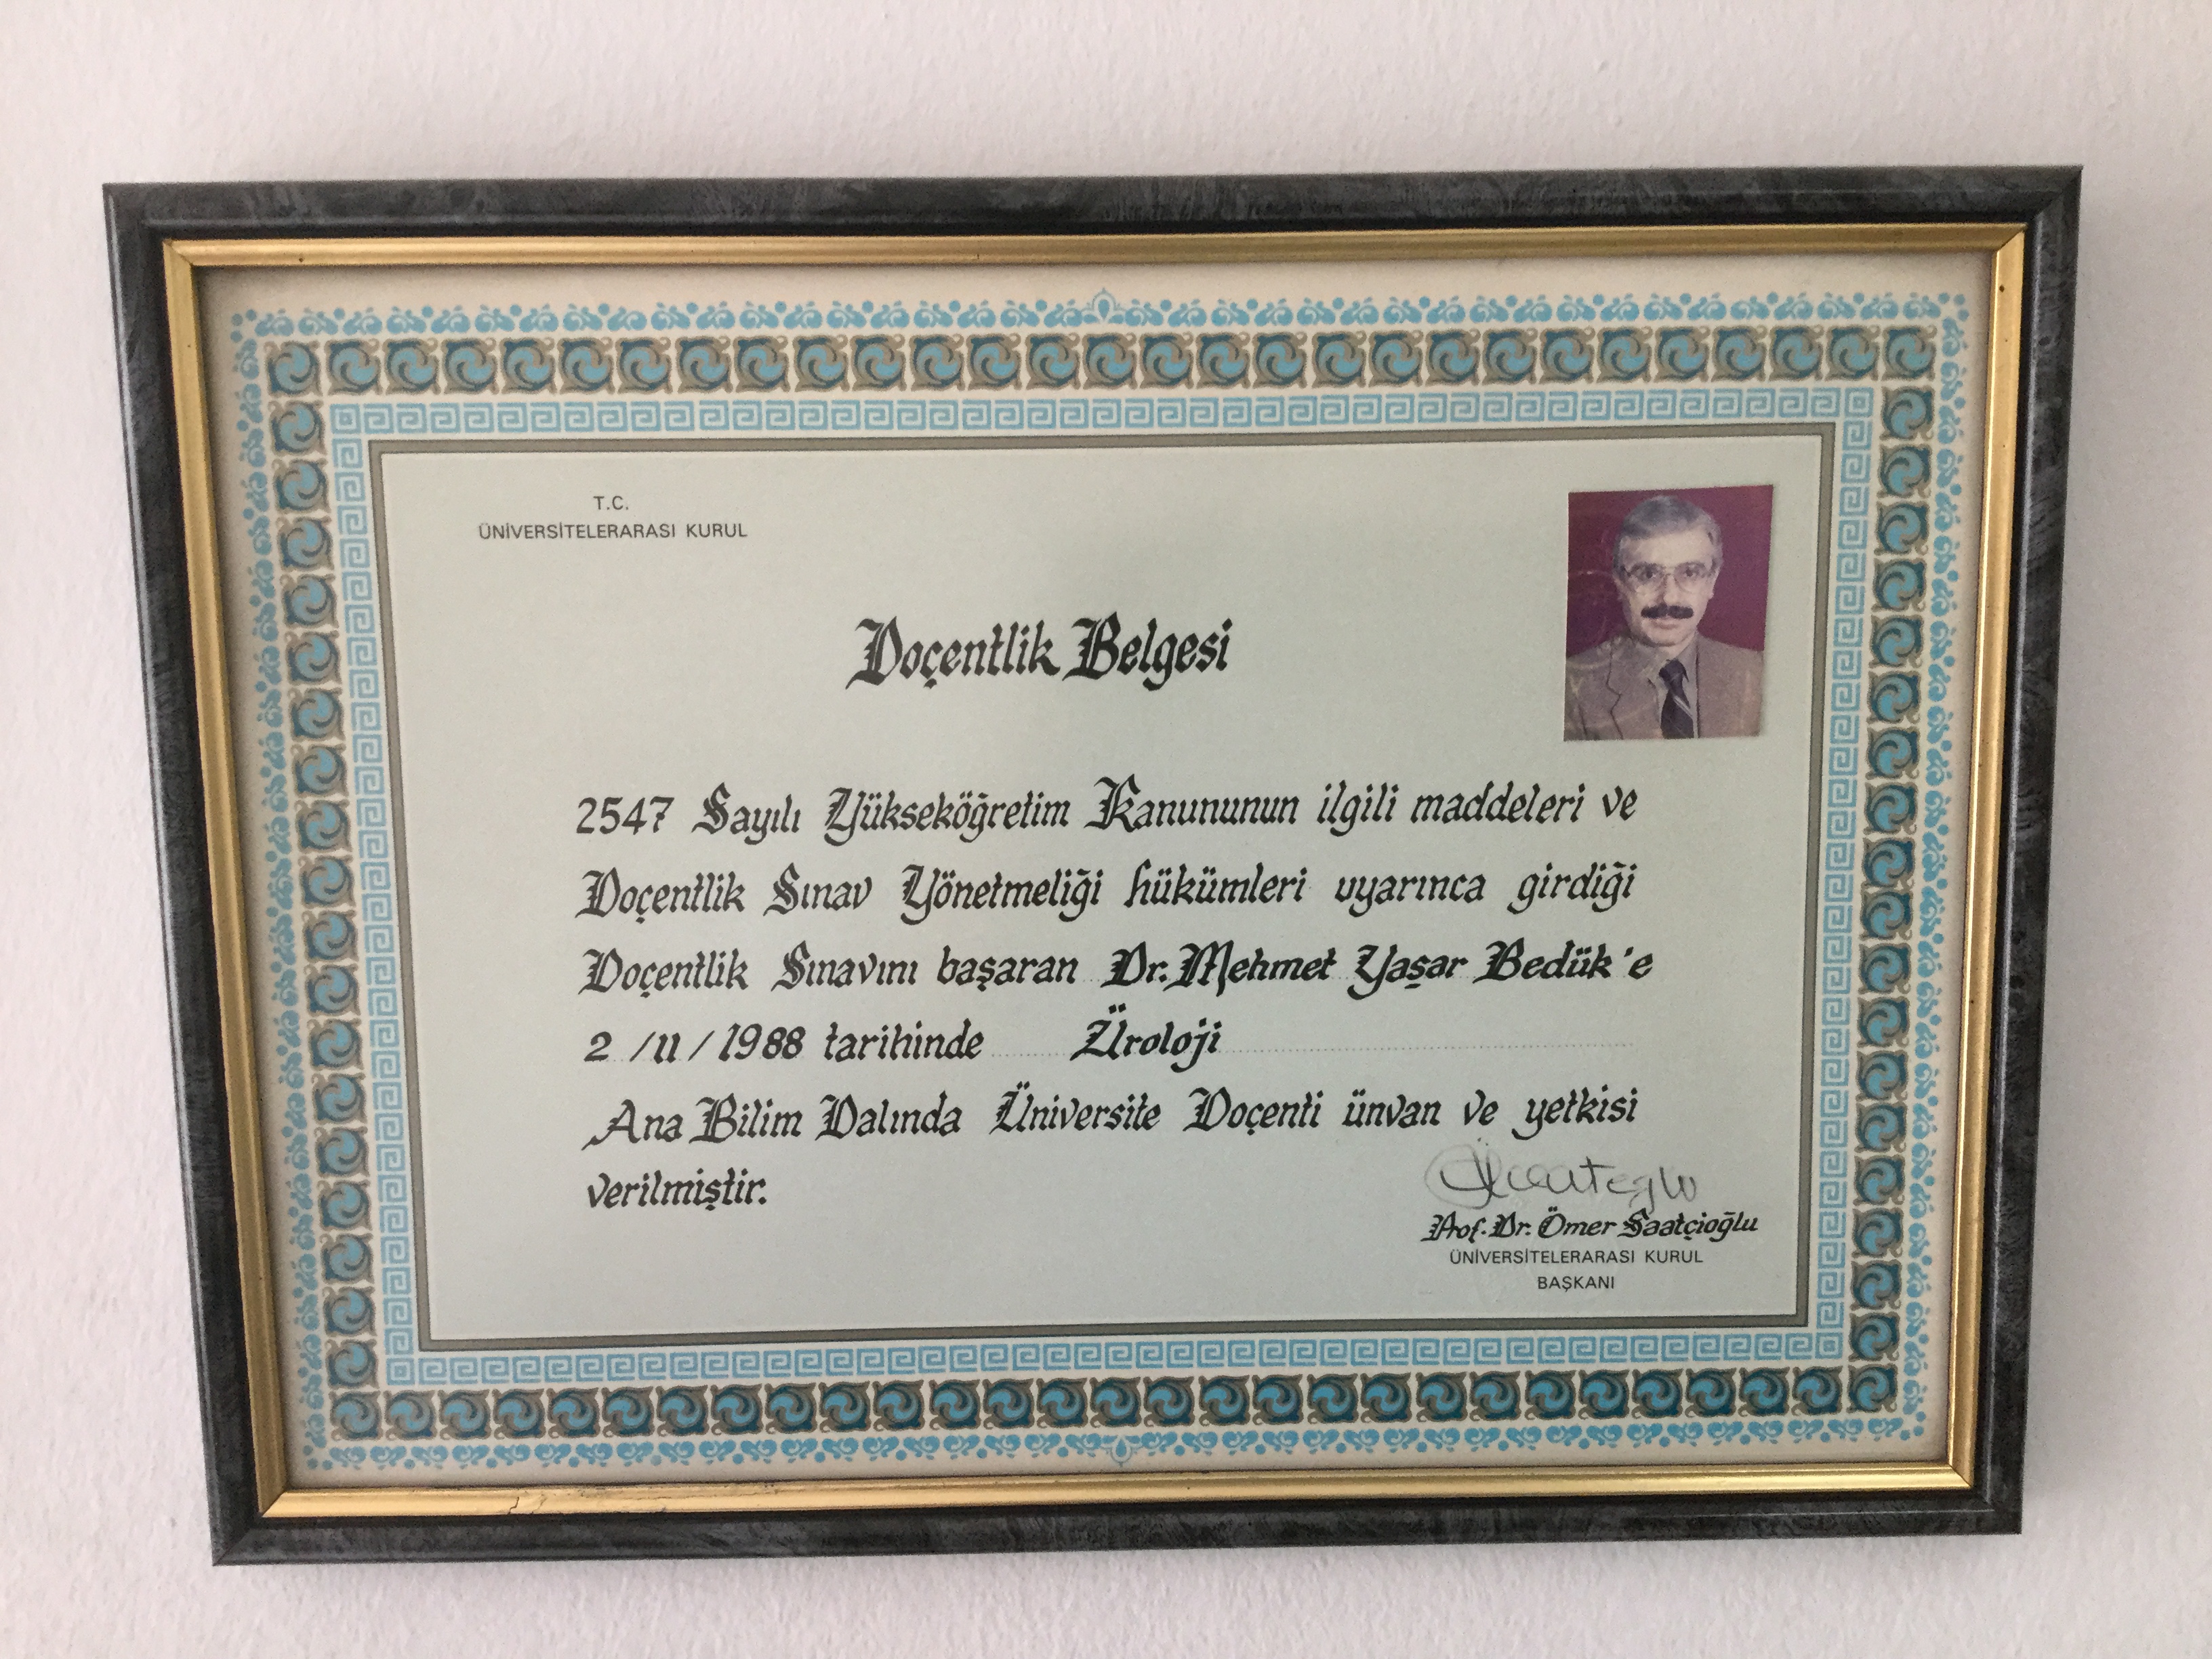 T.C.
ÜNİVERSİTELERARASI KURUL
Doçentlik Belgesi
2547 Sayılı Yükseköğretim Kanununun ilgili maddeleri ve
Doçentlik Sınav Yönetmeliği hükümleri uyarınca girdiği
Doçentlik Sınavını başaran Dr. Mehmet Yaşar Bedük'e
2 /11 / 1988 tarihinde Üroloji
Ana Bilim Dalında Üniversite Doçenti ünvan ve yetkisi
verilmiştir.
Prof. Dr. Ömer Saatçioğlu
ÜNİVERSİTELERARASI KURUL
BAŞKANI